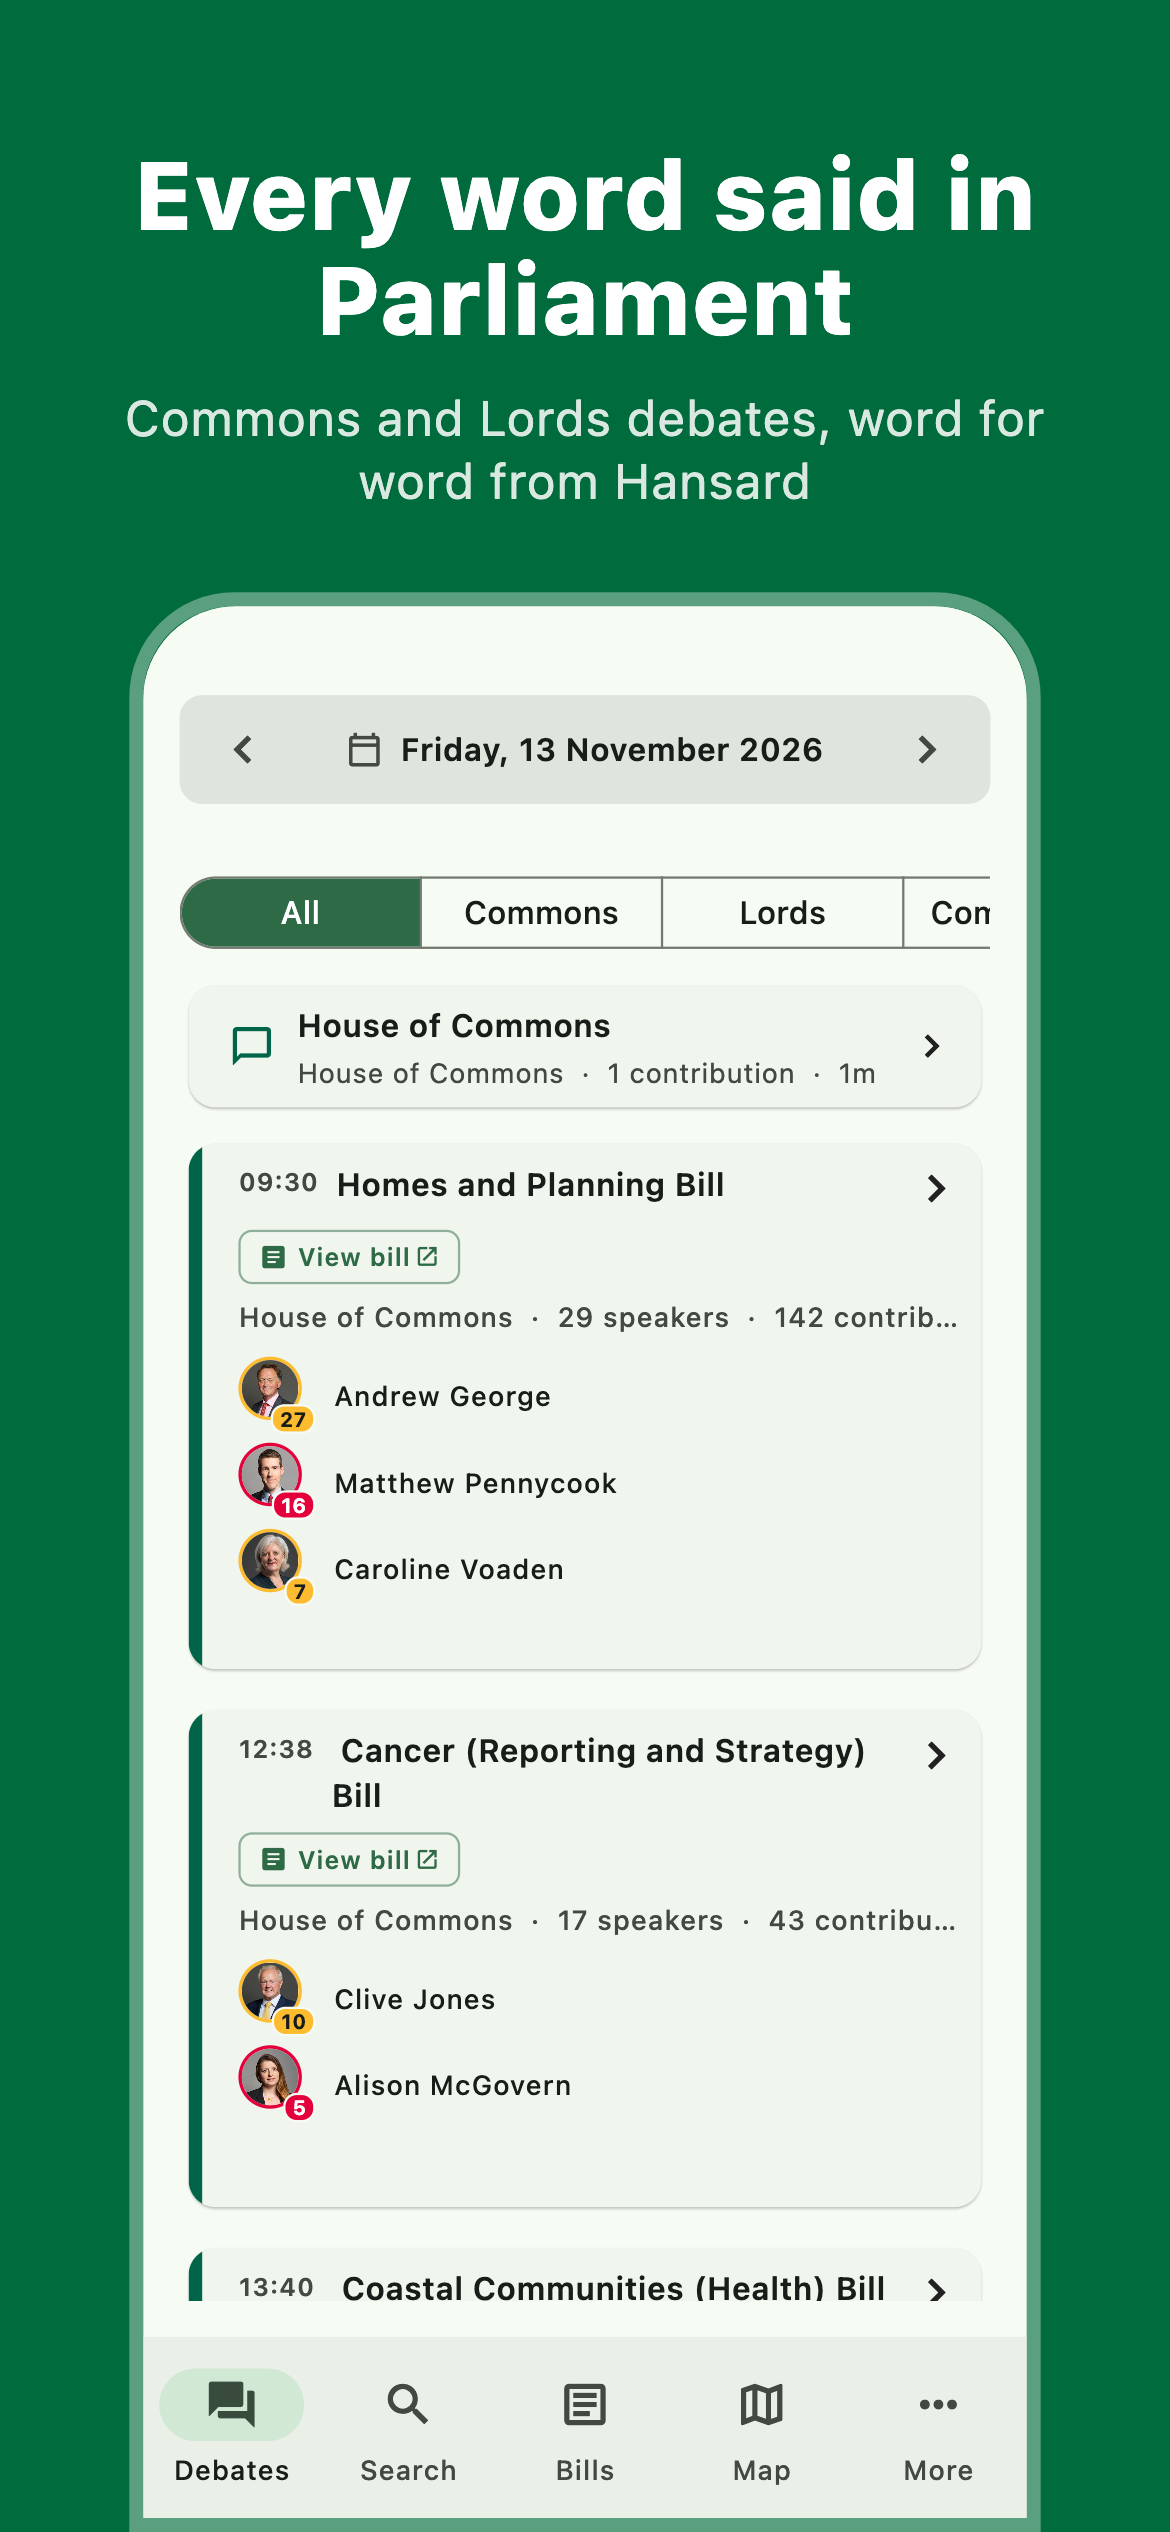 Every word said in
Parliament
Commons and Lords debates, word for
word from Hansard
Friday, 13 November 2026
All Commons Lords Com
House of Commons
House of Commons · 1 contribution · 1m
09:30 Homes and Planning Bill
View bill
House of Commons · 29 speakers · 142 contrib...
Andrew George
27
Matthew Pennycook
16
Caroline Voaden
7
12:38 Cancer (Reporting and Strategy)
Bill
View bill
House of Commons · 17 speakers · 43 contribu...
Clive Jones
10
Alison McGovern
5
13:40 Coastal Communities (Health) Bill
Debates Search Bills Map More